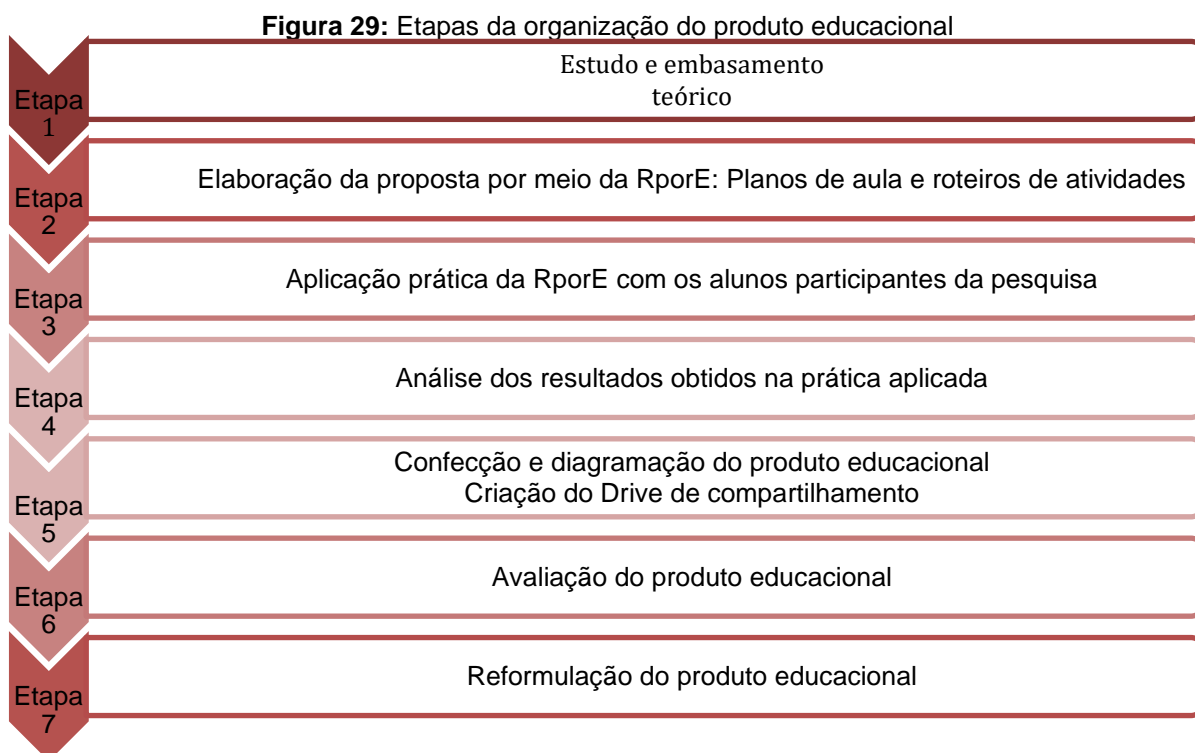 Figura 29: Etapas da organização do produto educacional
Etapa
1
Estudo e embasamento
teórico
Etapa
2
Elaboração da proposta por meio da RporE: Planos de aula e roteiros de atividades
Etapa
3
Aplicação prática da RporE com os alunos participantes da pesquisa
Etapa
4
Análise dos resultados obtidos na prática aplicada
Etapa
5
Confecção e diagramação do produto educacional
Criação do Drive de compartilhamento
Etapa
6
Avaliação do produto educacional
Etapa
7
Reformulação do produto educacional